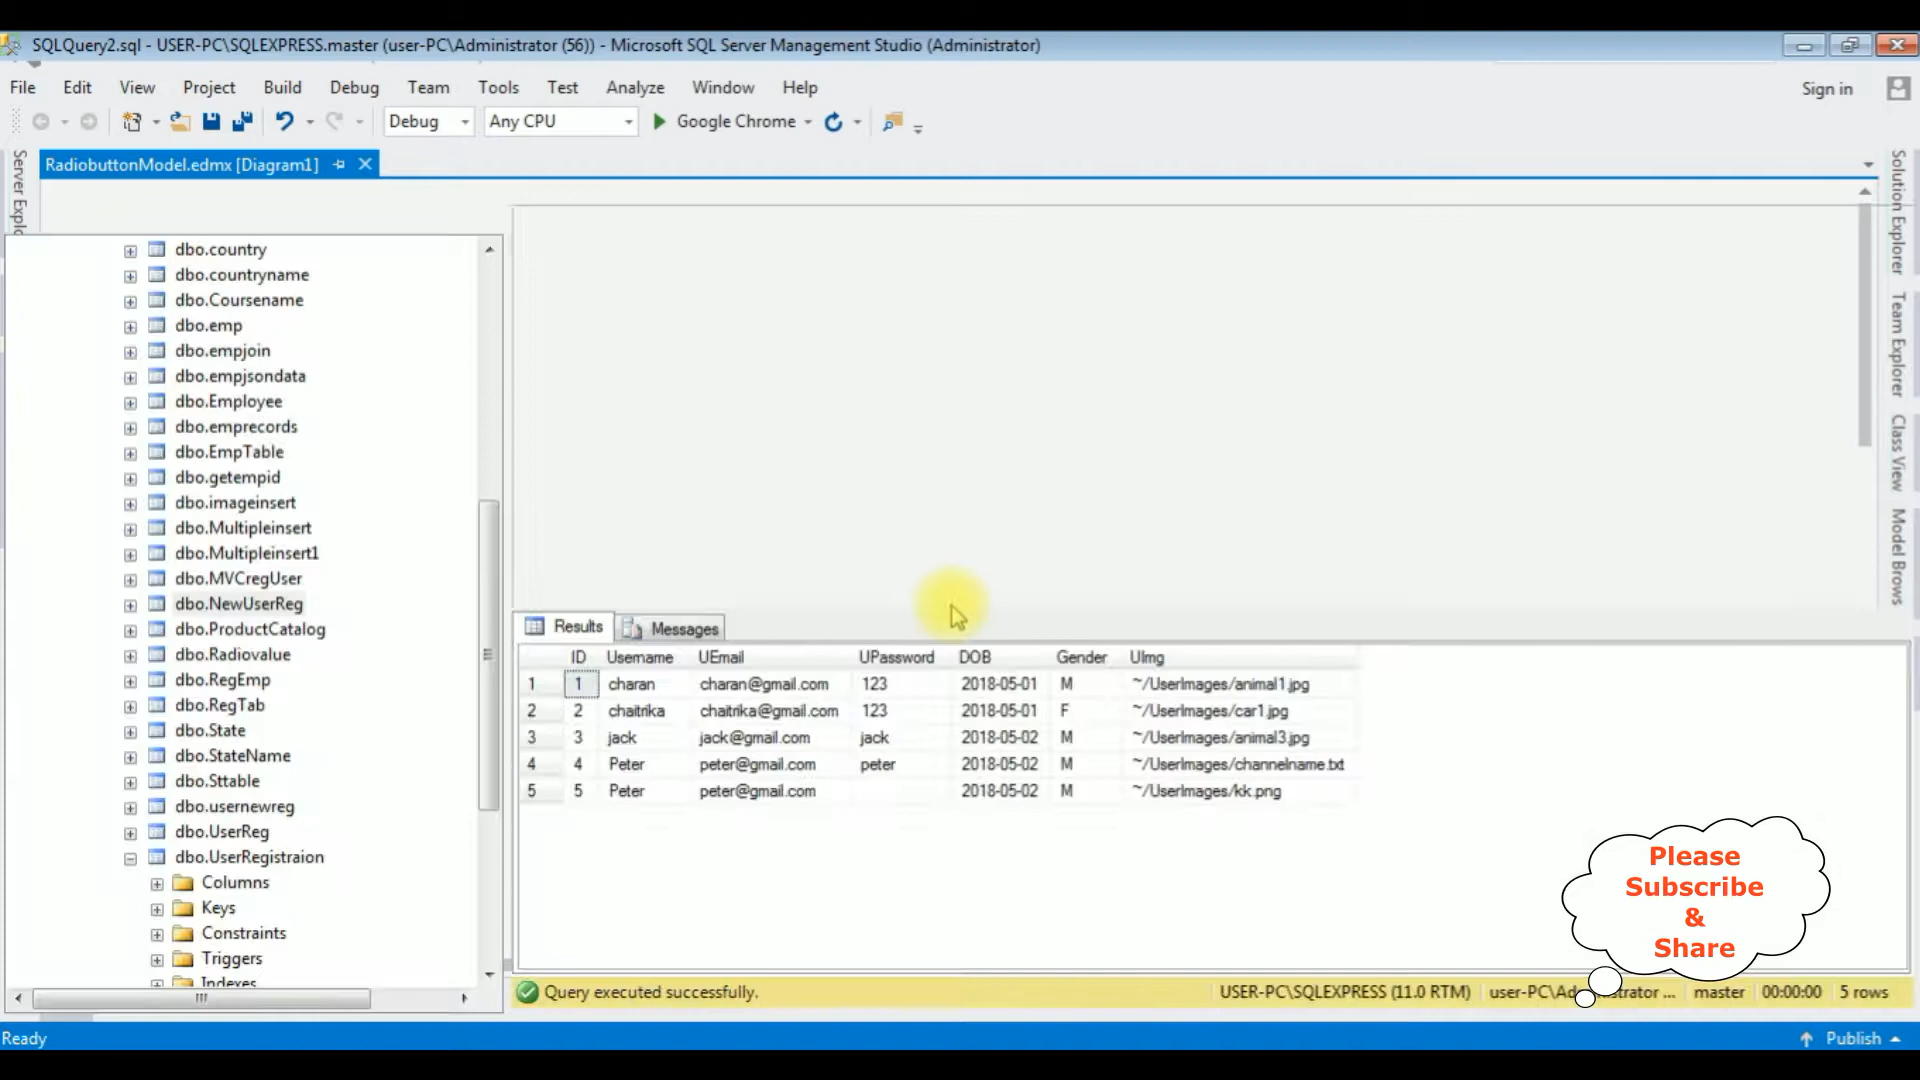 SQLQuery2.sql - USER-PC\SQLEXPRESS.master (user-PC\Administrator (56)) - Microsoft SQL Server Management Studio (Administrator)
File Edit View Project Build Debug Team Tools Test Analyze Window Help Sign in
Debug Any CPU Google Chrome
RadiobuttonModel.edmx [Diagram1]
Server Explo
Solution Explorer
Team Explorer
Class View
Model Brows
dbo.country
dbo.countryname
dbo.Coursename
dbo.emp
dbo.empjoin
dbo.empjsondata
dbo.Employee
dbo.emprecords
dbo.EmpTable
dbo.getempid
dbo.imageinsert
dbo.Multipleinsert
dbo.Multipleinsert1
dbo.MVCregUser
dbo.NewUserReg
dbo.ProductCatalog
dbo.Radiovalue
dbo.RegEmp
dbo.RegTab
dbo.State
dbo.StateName
dbo.Sttable
dbo.usernewreg
dbo.UserReg
dbo.UserRegistraion
Columns
Keys
Constraints
Triggers
Indexes
Results Messages
ID Username UEmail UPassword DOB Gender UImg
1 1 charan charan@gmail.com 123 2018-05-01 M ~/UserImages/animal1.jpg
2 2 chaitrika chaitrika@gmail.com 123 2018-05-01 F ~/UserImages/car1.jpg
3 3 jack jack@gmail.com jack 2018-05-02 M ~/UserImages/animal3.jpg
4 4 Peter peter@gmail.com peter 2018-05-02 M ~/UserImages/channelname.txt
5 5 Peter peter@gmail.com 2018-05-02 M ~/UserImages/kk.png
Please
Subscribe
&
Share
Query executed successfully. USER-PC\SQLEXPRESS (11.0 RTM) user-PC\Ad strator ... master 00:00:00 5 rows
Ready Publish